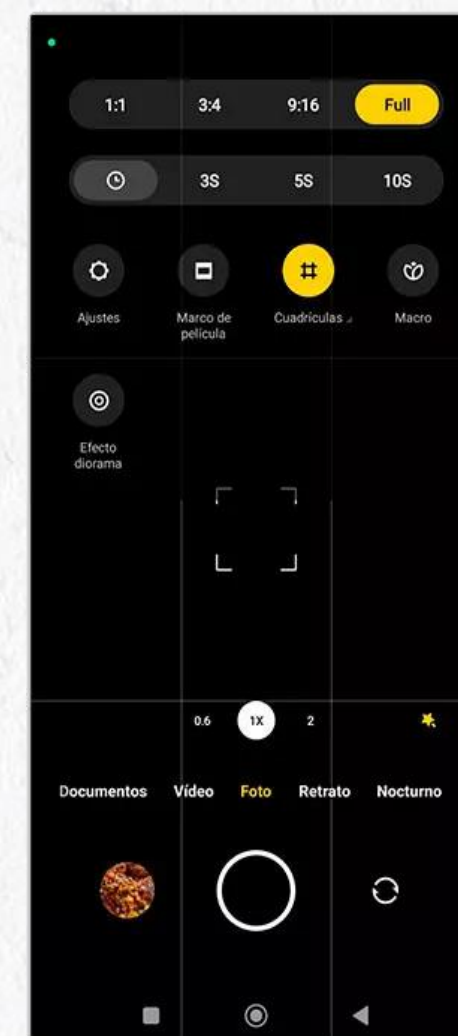 1:1 3:4 9:16 Full
3S 5S 10S
Ajustes Marco de película Cuadrículas Macro
Efecto diorama
0.6 1X 2
Documentos Vídeo Foto Retrato Nocturno